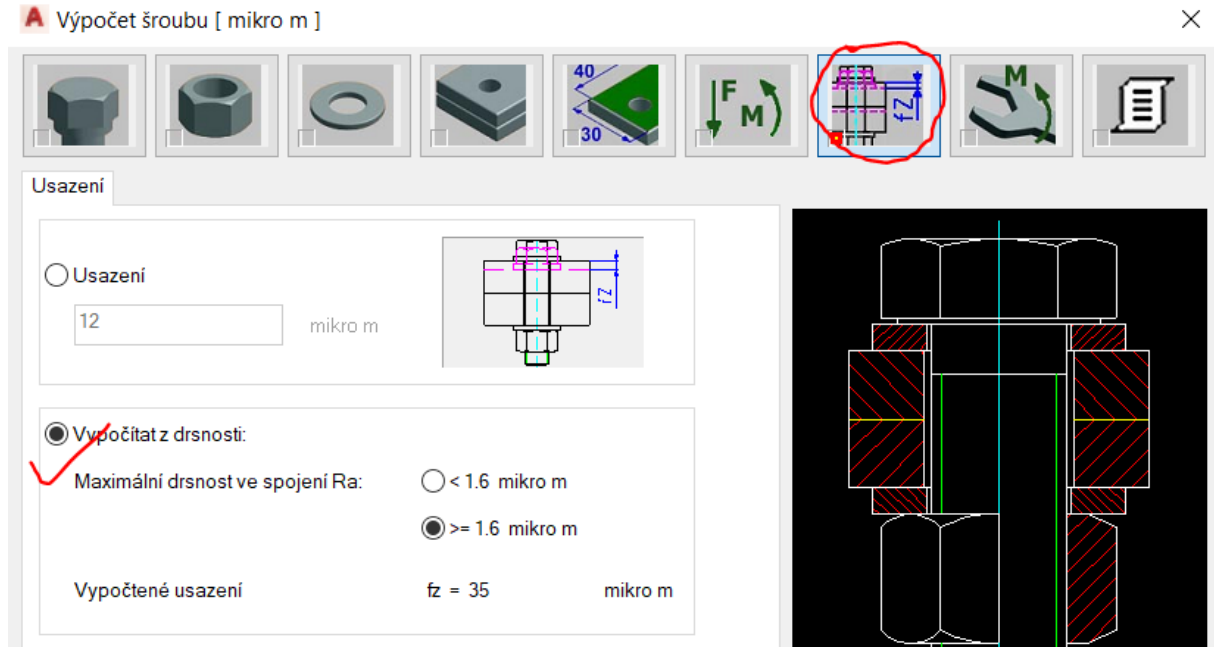 A Výpočet šroubu [ mikro m ]
40
30
F
M
fZ
M
Usazení
Usazení
12
mikro m
fZ
Vypočítat z drsnosti:
Maximální drsnost ve spojení Ra:
< 1.6 mikro m
>= 1.6 mikro m
Vypočtené usazení
fz = 35
mikro m